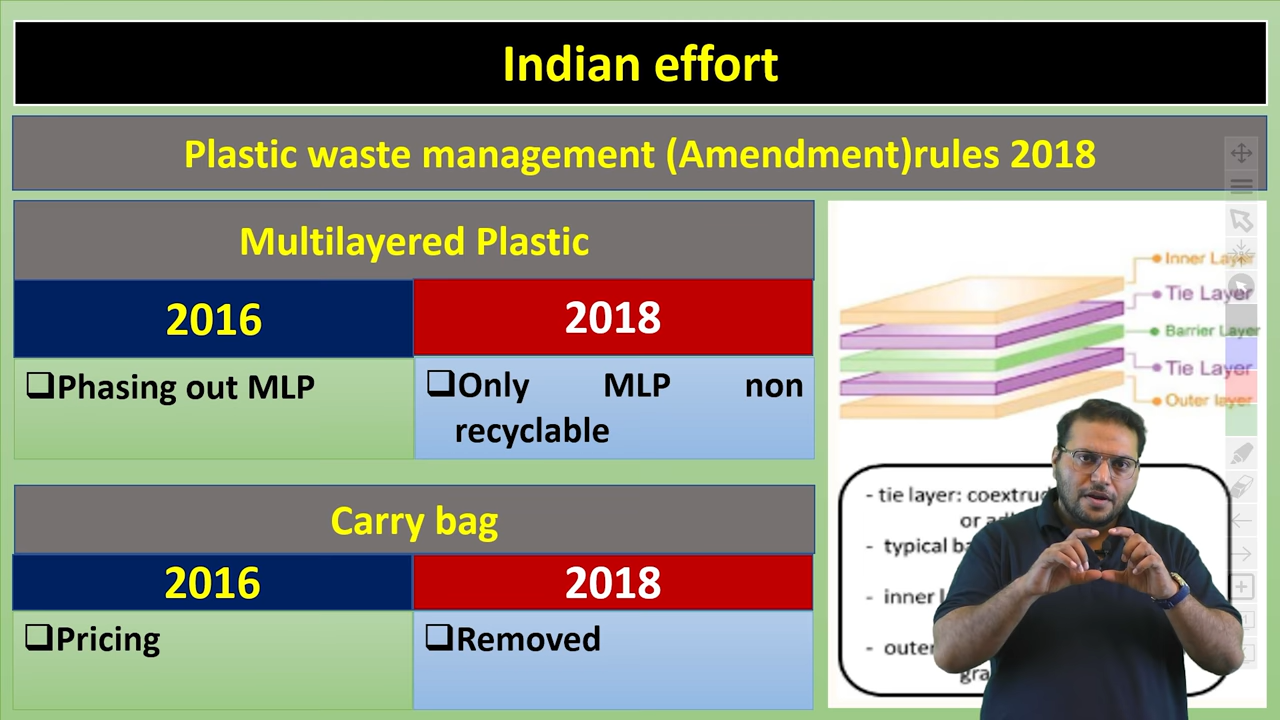 Indian effort
Plastic waste management (Amendment)rules 2018
Multilayered Plastic
2016
2018
❑Phasing out MLP
❑Only MLP non
recyclable
Carry bag
2016
2018
❑Pricing
❑Removed
Inner Layer
Tie Layer
Barrier Layer
Tie Layer
Outer layer
- tie layer:
or
- typical
- inner
- outer